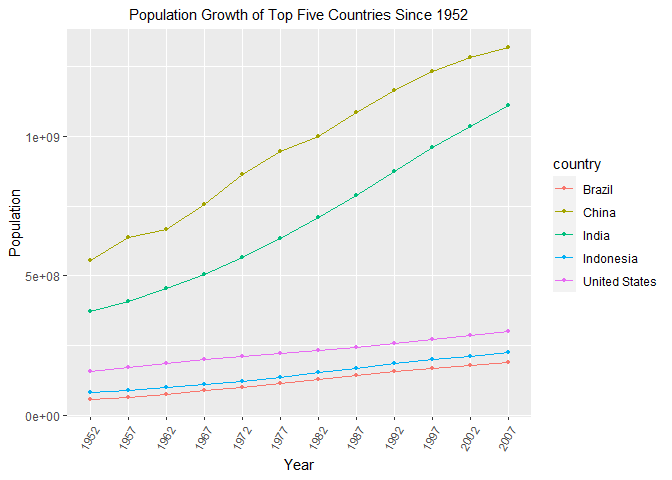 Population Growth of Top Five Countries Since 1952
Population
1e+09
5e+08
0e+00
1952
1957
1962
1967
1972
1977
1982
1987
1992
1997
2002
2007
Year
country
Brazil
China
India
Indonesia
United States